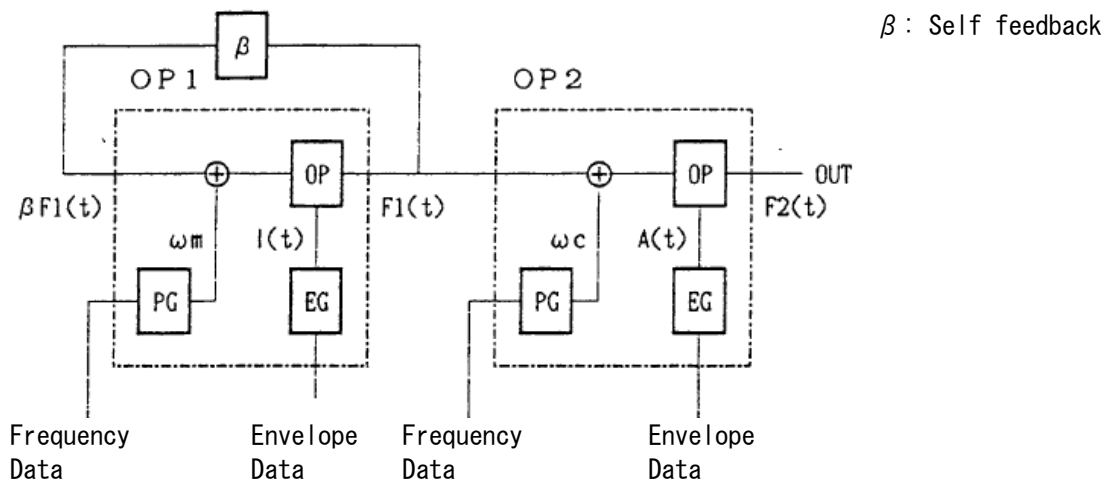 β: Self feedback
β
OP1
OP2
OP
OP
OUT
βF1(t)
F1(t)
F2(t)
ωm
I(t)
ωc
A(t)
PG
EG
PG
EG
Frequency
Data
Envelope
Data
Frequency
Data
Envelope
Data